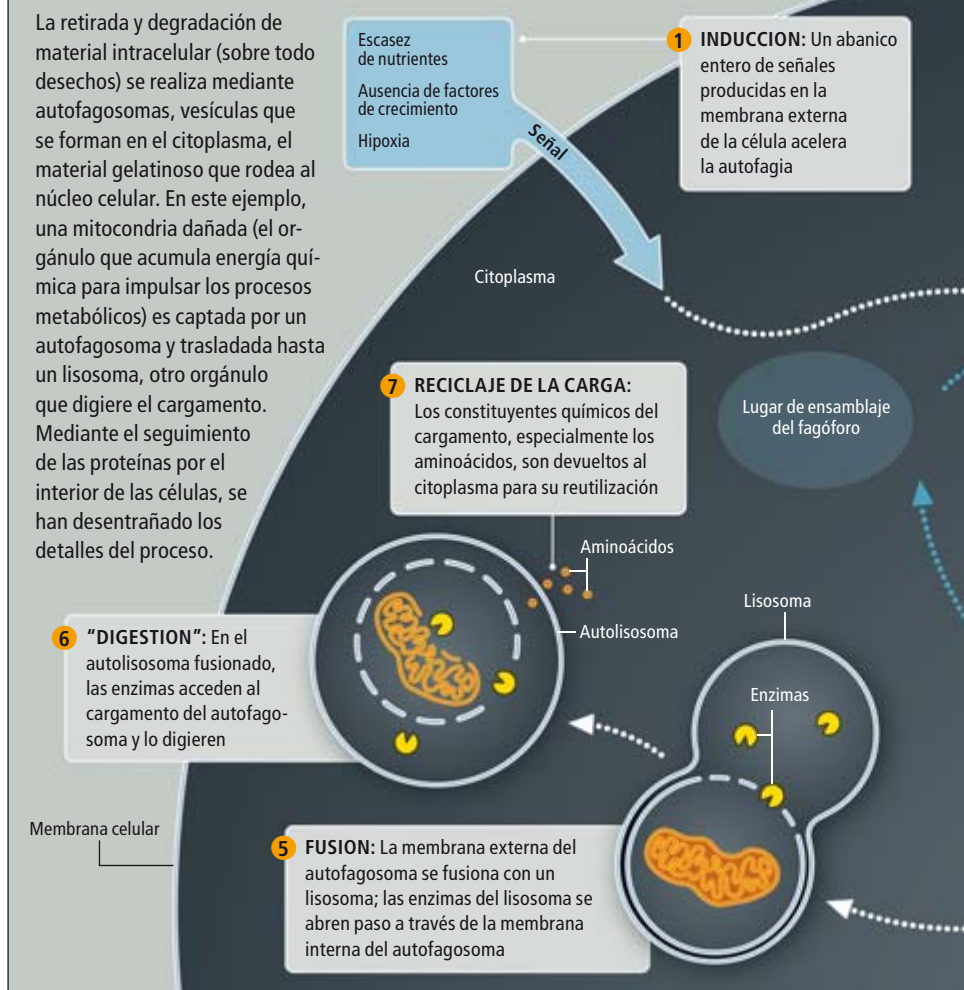 La retirada y degradación de
material intracelular (sobre todo
desechos) se realiza mediante
autofagosomas, vesículas que
se forman en el citoplasma, el
material gelatinoso que rodea al
núcleo celular. En este ejemplo,
una mitocondria dañada (el or-
gánulo que acumula energía quí-
mica para impulsar los procesos
metabólicos) es captada por un
autofagosoma y trasladada hasta
un lisosoma, otro orgánulo
que digiere el cargamento.
Mediante el seguimiento
de las proteínas por el
interior de las células, se
han desentrañado los
detalles del proceso.
Escasez
de nutrientes
Ausencia de factores
de crecimiento
Hipoxia
Señal
1 INDUCCION: Un abanico
entero de señales
producidas en la
membrana externa
de la célula acelera
la autofagia
Citoplasma
Lugar de ensamblaje
del fagóforo
7 RECICLAJE DE LA CARGA:
Los constituyentes químicos del
cargamento, especialmente los
aminoácidos, son devueltos al
citoplasma para su reutilización
Aminoácidos
Autolisosoma
Lisosoma
Enzimas
6 "DIGESTION": En el
autolisosoma fusionado,
las enzimas acceden al
cargamento del autofago-
soma y lo digieren
Membrana celular
5 FUSION: La membrana externa del
autofagosoma se fusiona con un
lisosoma; las enzimas del lisosoma se
abren paso a través de la membrana
interna del autofagosoma